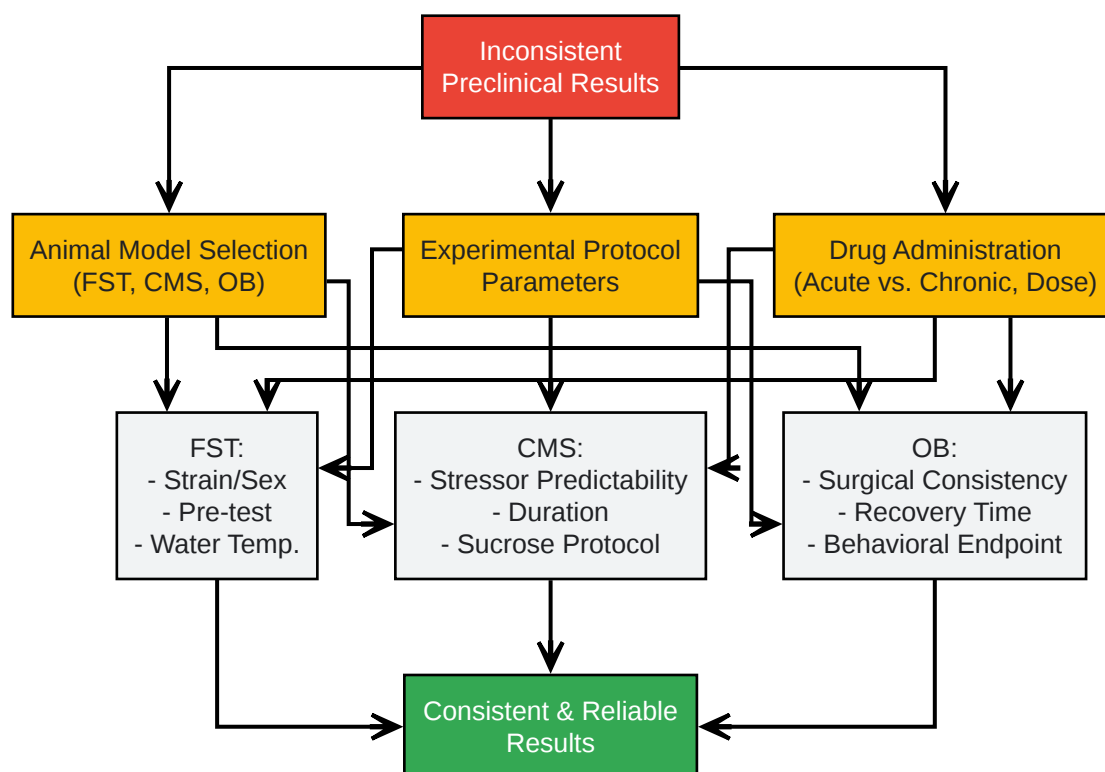 Inconsistent
Preclinical Results
Animal Model Selection
(FST, CMS, OB)
Experimental Protocol
Parameters
Drug Administration
(Acute vs. Chronic, Dose)
FST:
- Strain/Sex
- Pre-test
- Water Temp.
CMS:
- Stressor Predictability
- Duration
- Sucrose Protocol
OB:
- Surgical Consistency
- Recovery Time
- Behavioral Endpoint
Consistent & Reliable
Results